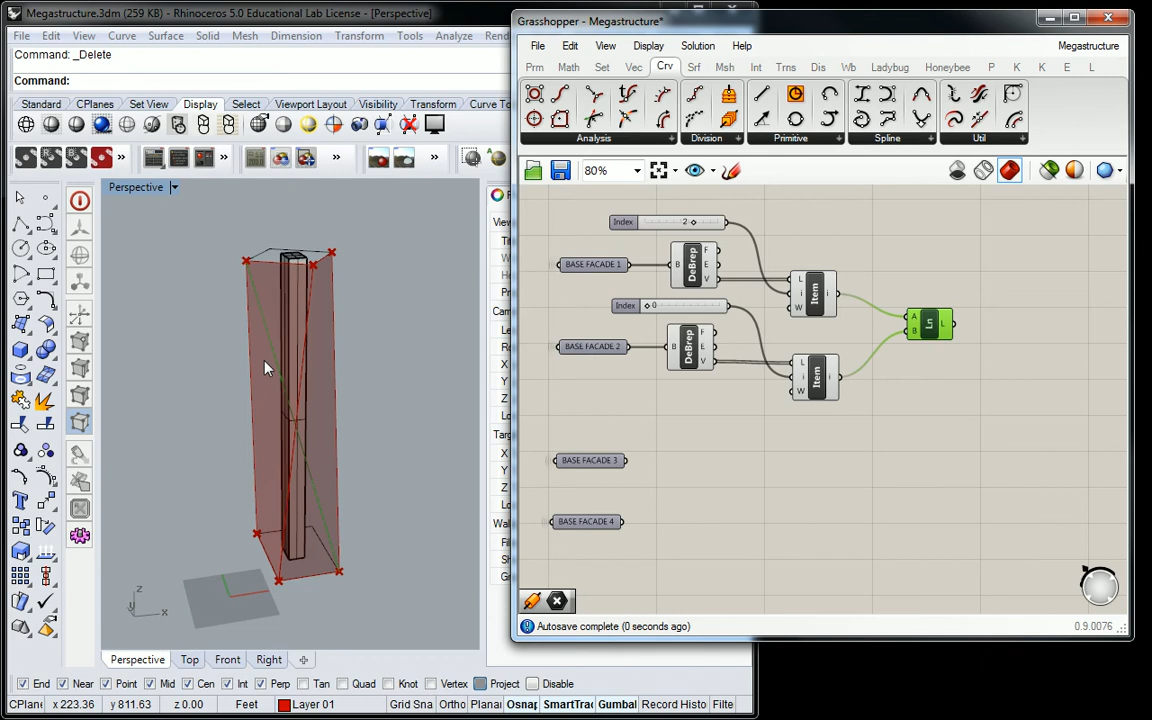 Megastructure.3dm (259 KB) - Rhinoceros 5.0 Educational Lab License - [Perspective]
File Edit View Curve Surface Solid Mesh Dimension Transform Tools Analyze
Command: _Delete
Command:
Standard CPlanes Set View Display Select Viewport Layout Visibility Transform
Perspective
z
y
x
Perspective Top Front Right
End Near Point Mid Cen Int Perp Tan Quad Knot Vertex Project Disable
x 223.36 y 811.63 z 0.00 Feet Layer 01 Ortho Osnap Gumbal Record Histo
Grasshopper - Megastructure*
File Edit View Display Solution Help Megastructure
Prm Math Set Vec Crv Srf Msh Int Trns Dis Wb Ladybug Honeybee P K K E L
Analysis Division Primitive Spline Util
80%
Index 2
BASE FACADE 1
B DeBrep F E V
L i W Item i
Index 0
BASE FACADE 2
B DeBrep F E V
L i W Item i
A B Ln L
BASE FACADE 3
BASE FACADE 4
Autosave complete (0 seconds ago)
0.9.0076